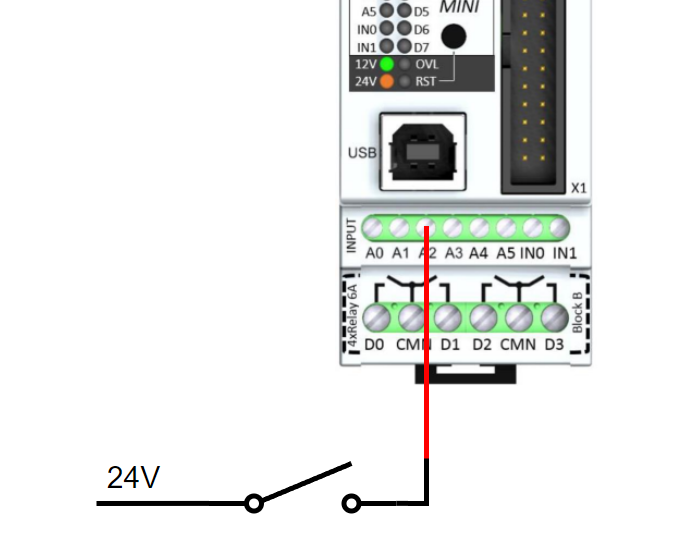 MINI
A5 D5
IN0 D6
IN1 D7
12V OVL
24V RST
USB
X1
INPUT
A0 A1 A2 A3 A4 A5 IN0 IN1
4xRelay 6A
Block B
D0 CMN D1 D2 CMN D3
24V